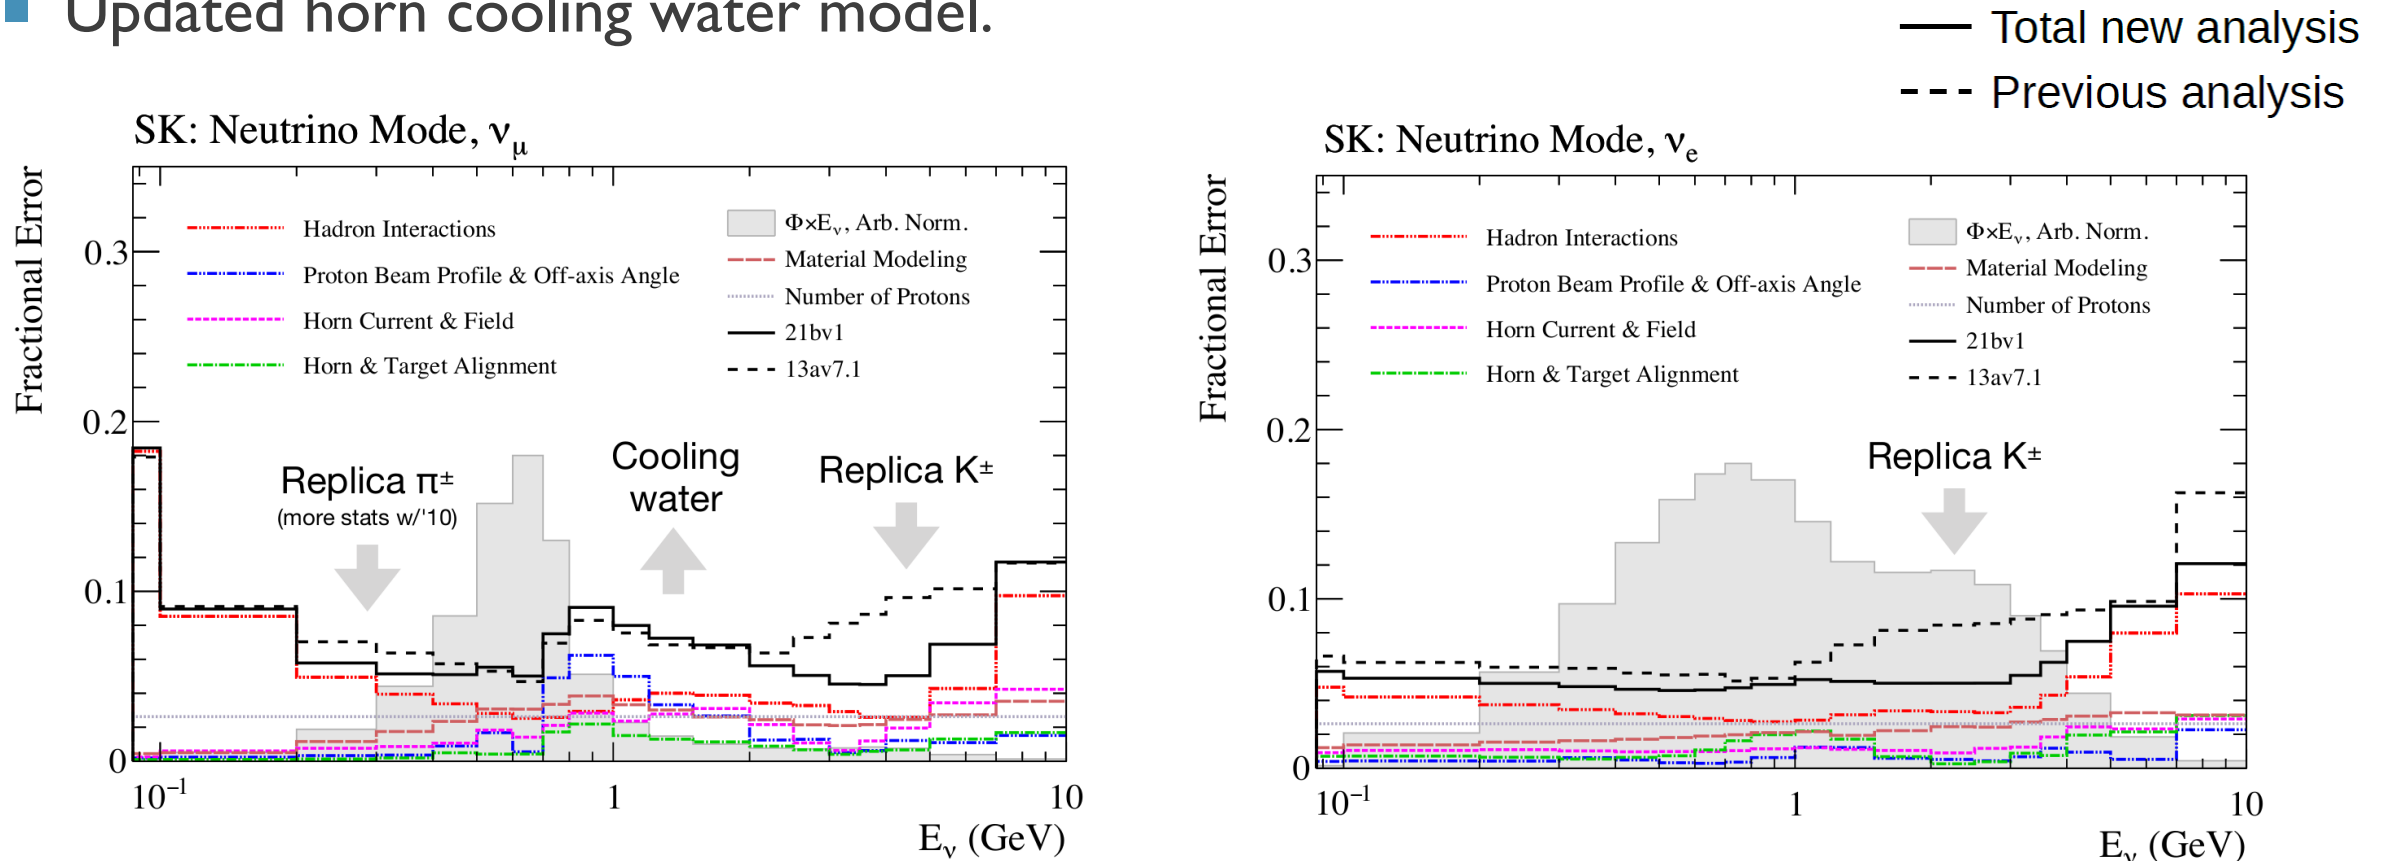 Updated horn cooling water model.
Total new analysis
Previous analysis
SK: Neutrino Mode, νμ
Fractional Error
0.3
0.2
0.1
0
Hadron Interactions
Proton Beam Profile & Off-axis Angle
Horn Current & Field
Horn & Target Alignment
Φ×Eν, Arb. Norm.
Material Modeling
Number of Protons
21bv1
13av7.1
Replica π±
(more stats w/'10)
Cooling
water
Replica K±
10⁻¹
1
10
Eν (GeV)
SK: Neutrino Mode, νe
Fractional Error
0.3
0.2
0.1
0
Hadron Interactions
Proton Beam Profile & Off-axis Angle
Horn Current & Field
Horn & Target Alignment
Φ×Eν, Arb. Norm.
Material Modeling
Number of Protons
21bv1
13av7.1
Replica K±
10⁻¹
1
10
Eν (GeV)